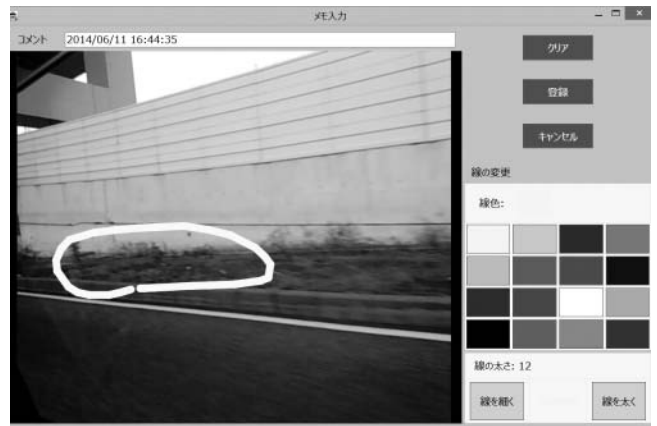 メモ入力
コメント 2014/06/11 16:44:35
クリア
登録
キャンセル
線の変更
線色:
線の太さ: 12
線を細く 線を太く